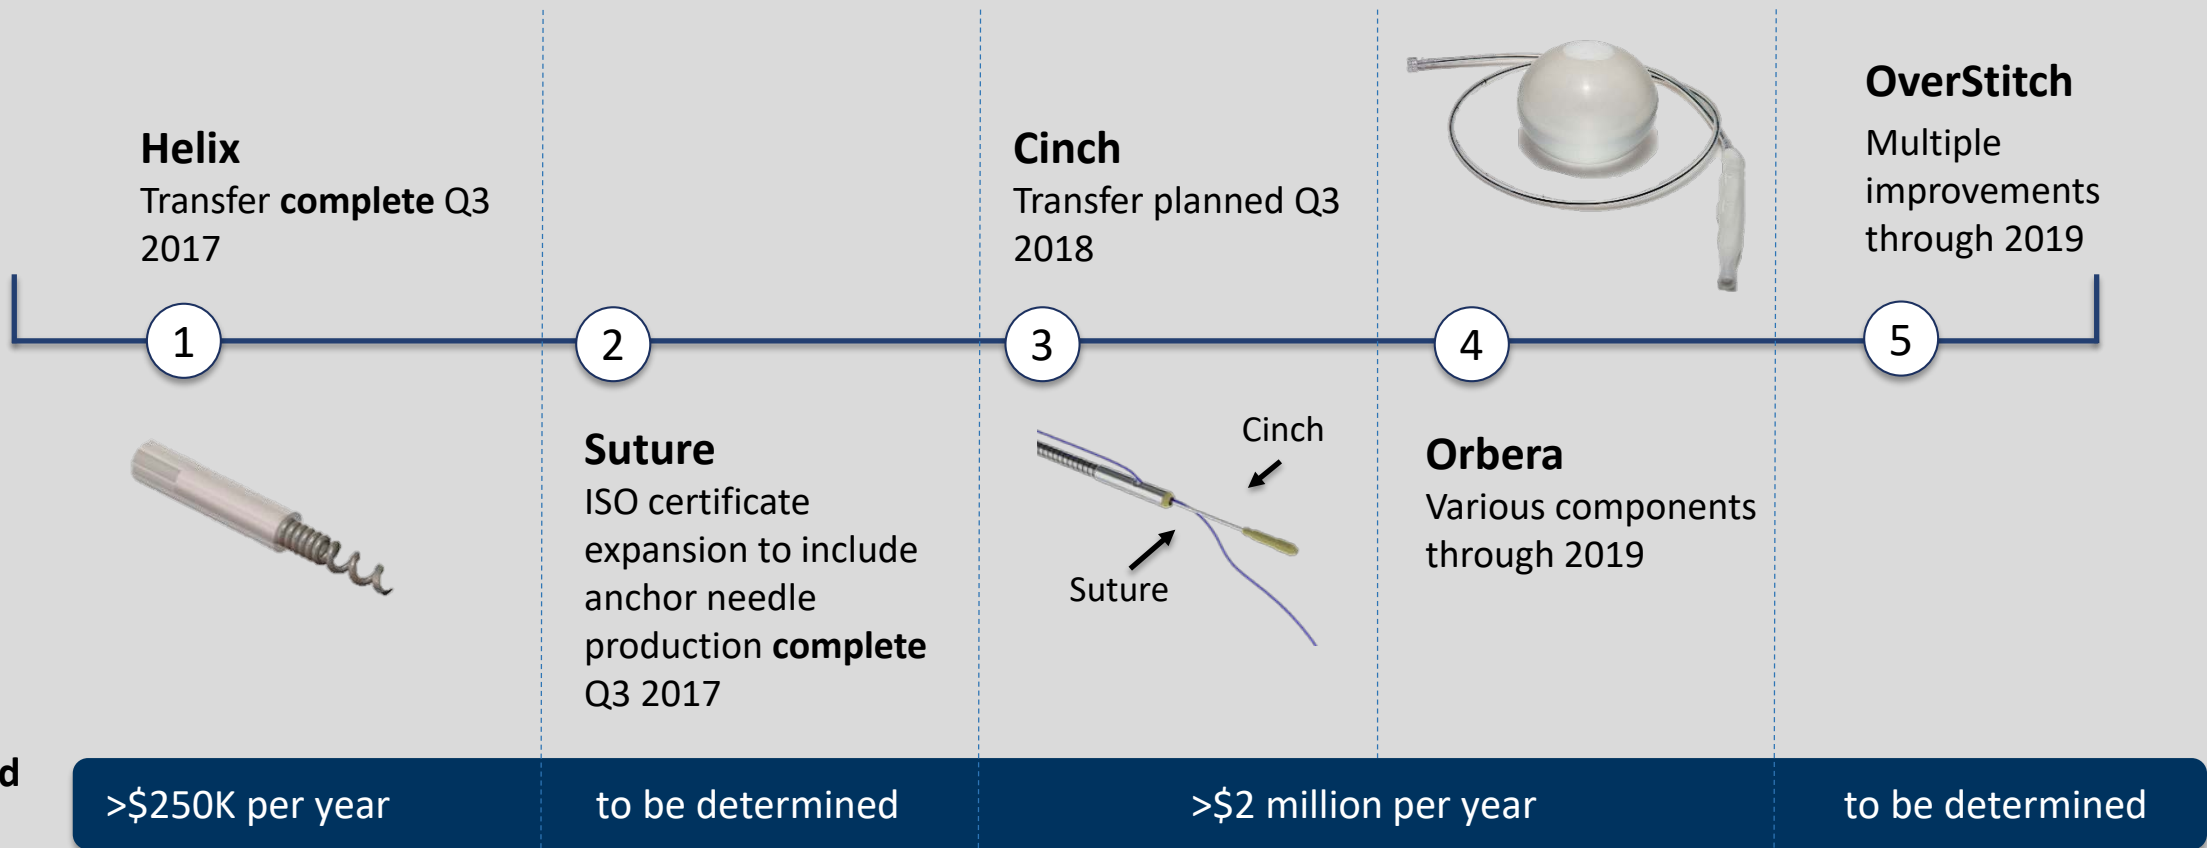 Helix
Transfer complete Q3
2017
1
2
Suture
ISO certificate
expansion to include
anchor needle
production complete
Q3 2017
Cinch
Transfer planned Q3
2018
3
Cinch
Suture
4
Orbera
Various components
through 2019
OverStitch
Multiple
improvements
through 2019
5
d
>$250K per year
to be determined
>$2 million per year
to be determined